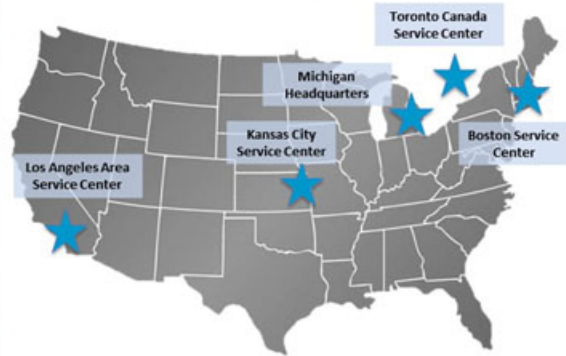 Toronto Canada
Service Center
Michigan
Headquarters
Kansas City
Service Center
Boston Service
Center
Los Angeles Area
Service Center